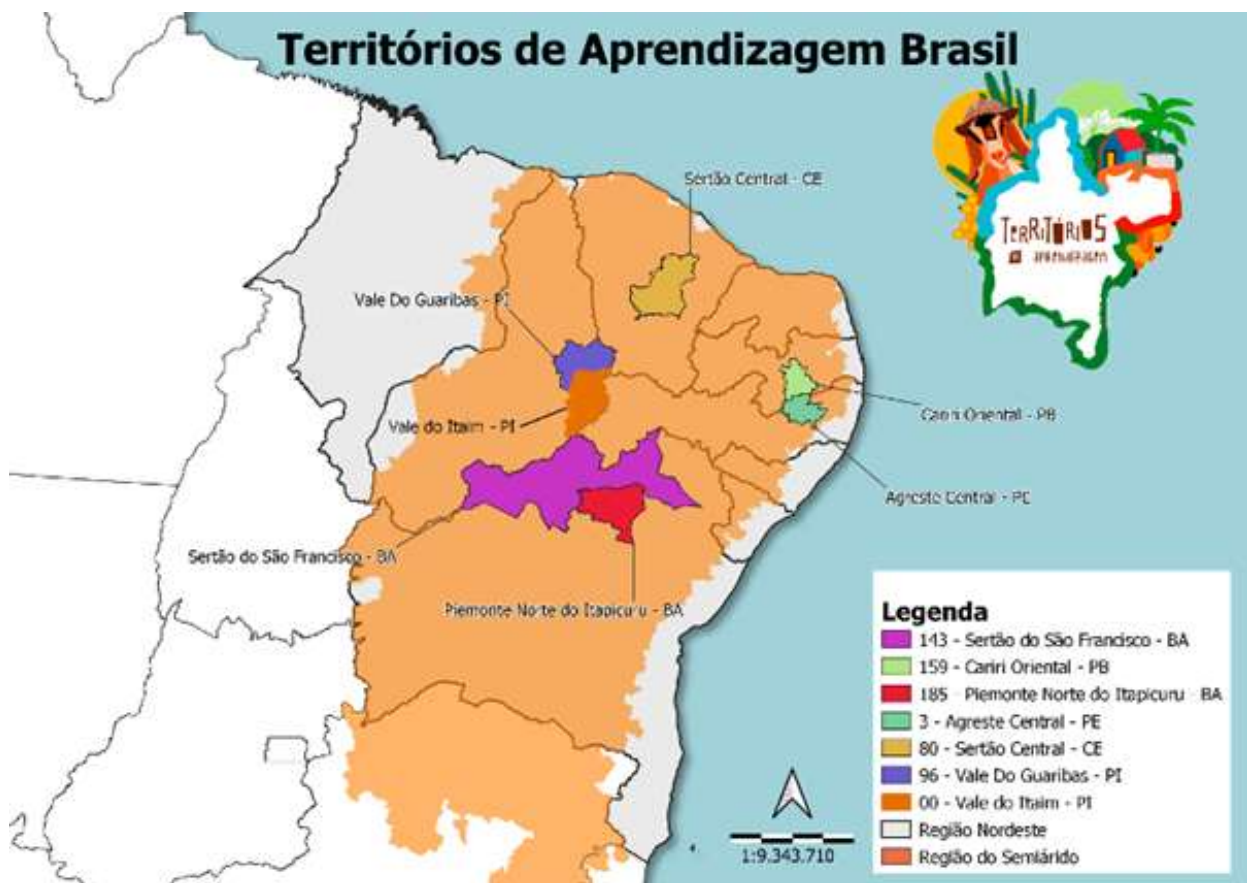 Territórios de Aprendizagem Brasil
Sertão Central - CE
TERRITÓRIOS
APRENDIZAGEM
Vale Do Guaribas - PI
Cariri Oriental - PB
Vale do Itaim - PI
Agreste Central - PE
Sertão do São Francisco - BA
Piemonte Norte do Itapicuru - BA
Legenda
143 - Sertão do São Francisco - BA
159 - Cariri Oriental - PB
185 - Piemonte Norte do Itapicuru - BA
3 - Agreste Central - PE
80 - Sertão Central - CE
96 - Vale Do Guaribas - PI
00 - Vale do Itaim - PI
Região Nordeste
Região do Semiárido
1:9.343.710